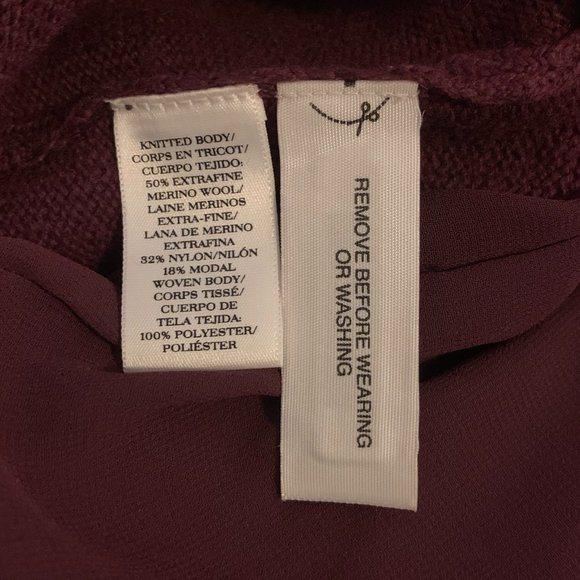 KNITTED BODY/
CORPS EN TRICOT/
CUERPO TEJIDO:
50% EXTRAFINE
MERINO WOOL/
LAINE MERINOS
EXTRA-FINE/
LANA DE MERINO
EXTRAFINA
32% NYLON/NILÓN
18% MODAL
WOVEN BODY/
CORPS TISSÉ/
CUERPO DE
TELA TEJIDA:
100% POLYESTER/
POLIÉSTER
REMOVE BEFORE WEARING
OR WASHING